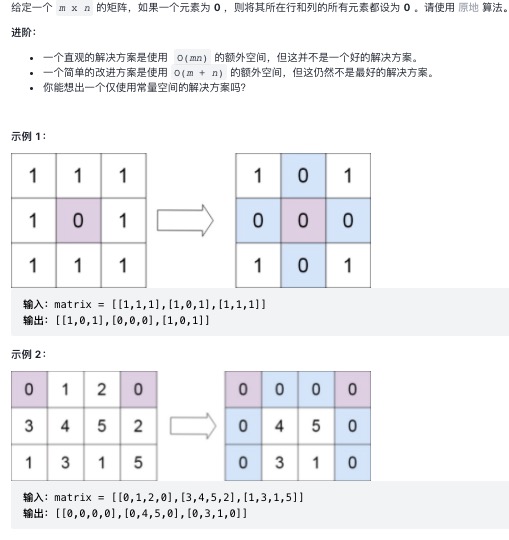 给定一个 m x n 的矩阵，如果一个元素为 0 ，则将其所在行和列的所有元素都设为 0 。请使用 原地 算法。
进阶：
• 一个直观的解决方案是使用 O(mn) 的额外空间，但这并不是一个好的解决方案。
• 一个简单的改进方案是使用 O(m + n) 的额外空间，但这仍然不是最好的解决方案。
• 你能想出一个仅使用常量空间的解决方案吗？
示例 1：
1 1 1 1 0 1
1 0 1 0 0 0
1 1 1 1 0 1
输入：matrix = [[1,1,1],[1,0,1],[1,1,1]]
输出：[[1,0,1],[0,0,0],[1,0,1]]
示例 2：
0 1 2 0 0 0 0 0
3 4 5 2 0 4 5 0
1 3 1 5 0 3 1 0
输入：matrix = [[0,1,2,0],[3,4,5,2],[1,3,1,5]]
输出：[[0,0,0,0],[0,4,5,0],[0,3,1,0]]